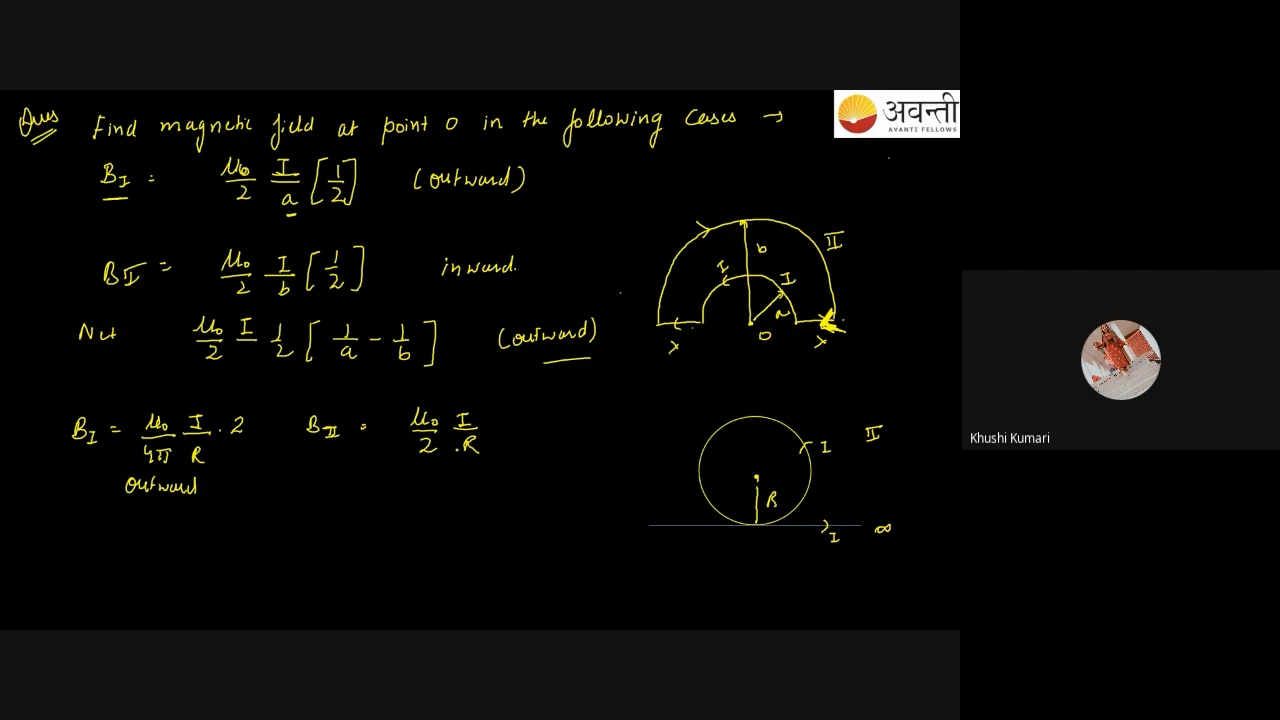 Ques Find magnetic field at point O in the following cases →
अवन्ती
AVANTI FELLOWS
B_I = μ₀/2 I/a [1/2] (outward)
B_II = μ₀/2 I/b [1/2] inward.
Net μ₀/2 I 1/2 [1/a - 1/b] (outward)
II
b
I
I
a
O
x
x
B_I = μ₀/4π I/R · 2 B_II = μ₀/2 I/.R
outward
I
II
R
I
∞
Khushi Kumari